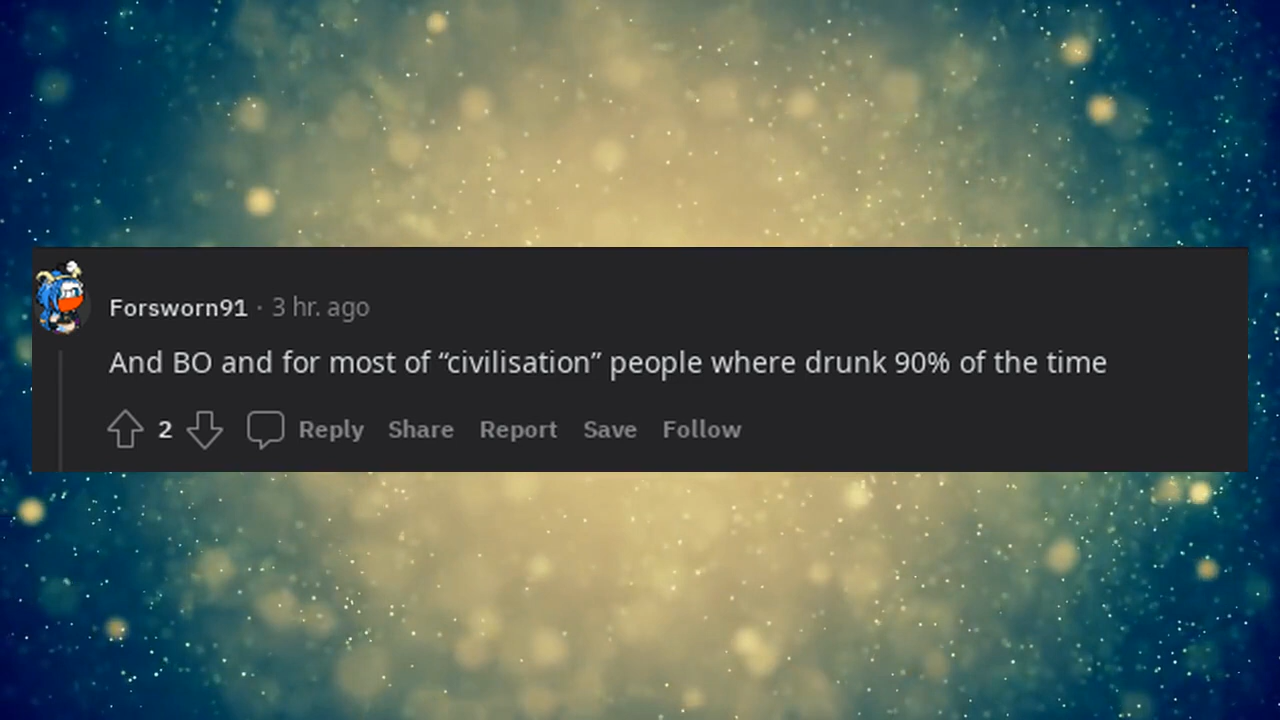 Forsworn91 · 3 hr. ago
And BO and for most of “civilisation” people where drunk 90% of the time
2 Reply Share Report Save Follow